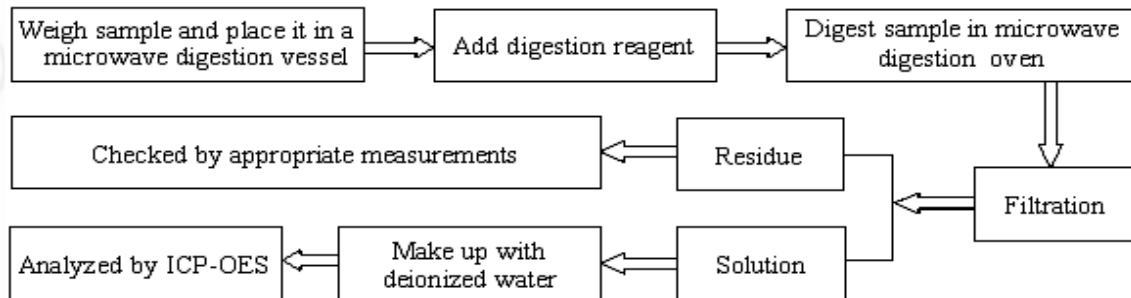 Weigh sample and place it in a
microwave digestion vessel
Add digestion reagent
Digest sample in microwave
digestion oven
Checked by appropriate measurements
Residue
Filtration
Analyzed by ICP-OES
Make up with
deionized water
Solution